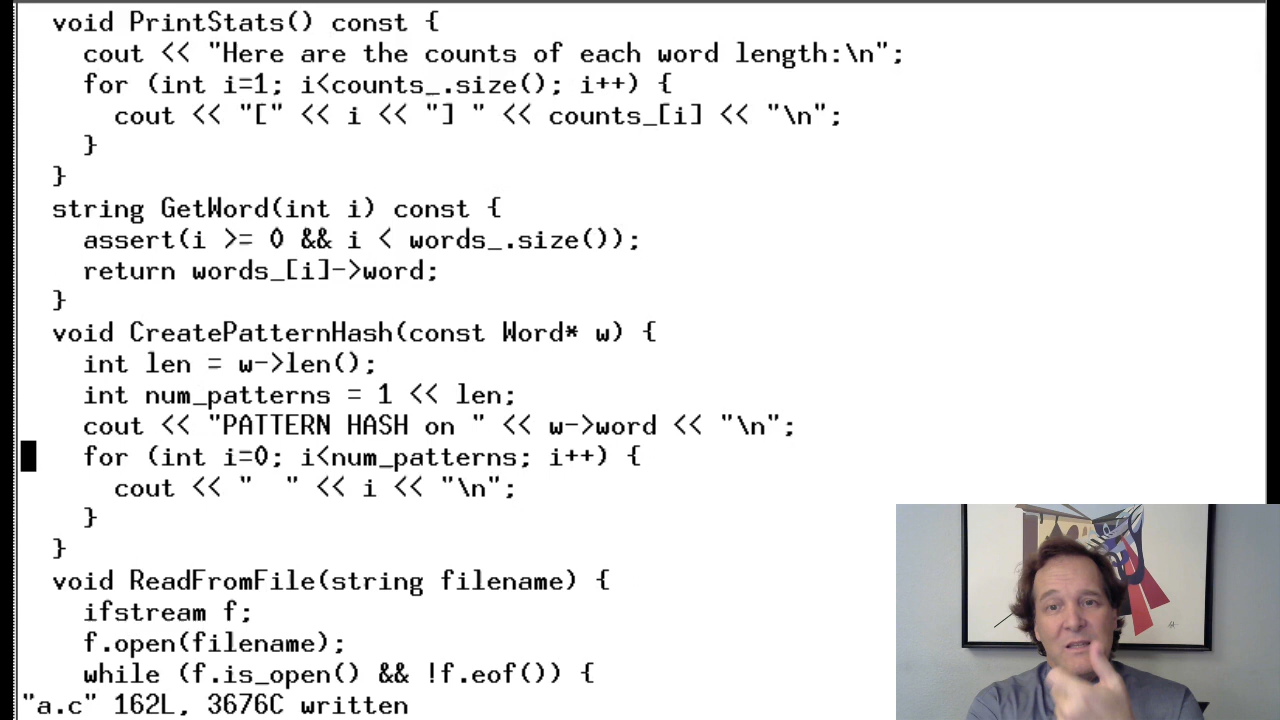 void PrintStats() const {
cout << "Here are the counts of each word length:\n";
for (int i=1; i<counts_.size(); i++) {
cout << "[" << i << "] " << counts_[i] << "\n";
}
}
string GetWord(int i) const {
assert(i >= 0 && i < words_.size());
return words_[i]->word;
}
void CreatePatternHash(const Word* w) {
int len = w->len();
int num_patterns = 1 << len;
cout << "PATTERN HASH on " << w->word << "\n";
for (int i=0; i<num_patterns; i++) {
cout << "  " << i << "\n";
}
}
void ReadFromFile(string filename) {
ifstream f;
f.open(filename);
while (f.is_open() && !f.eof()) {
"a.c" 162L, 3676C written